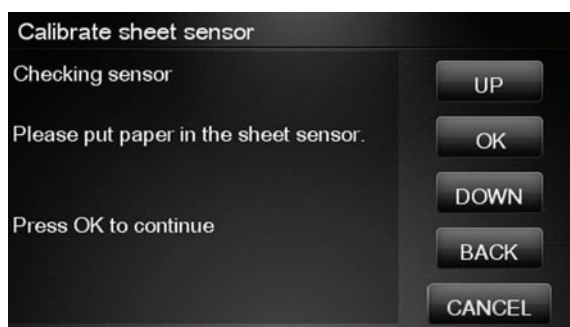 Calibrate sheet sensor
Checking sensor
Please put paper in the sheet sensor.
Press OK to continue
UP
OK
DOWN
BACK
CANCEL